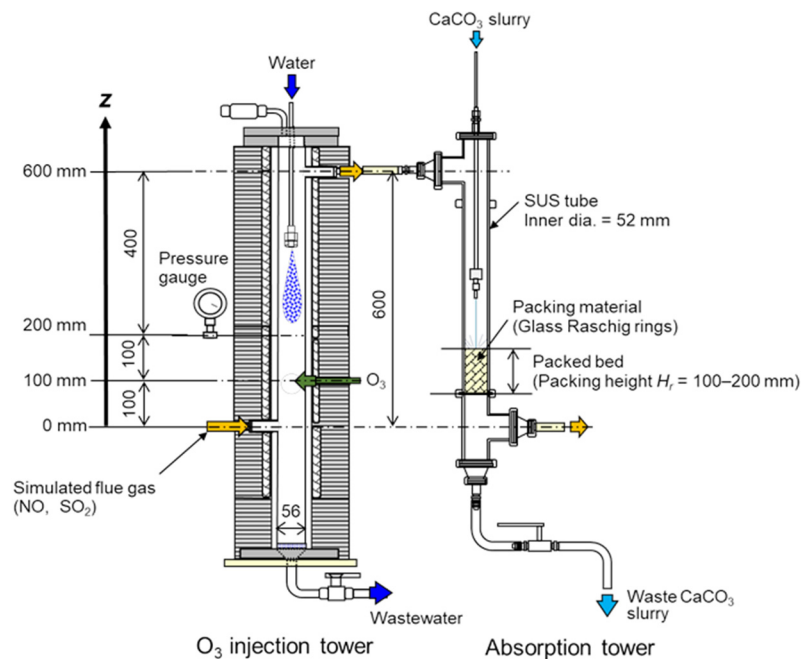 CaCO3 slurry
Water
z
600 mm
SUS tube
Inner dia. = 52 mm
400
Pressure
gauge
600
Packing material
(Glass Raschig rings)
200 mm
100
Packed bed
(Packing height Hr = 100–200 mm)
100 mm
O3
100
0 mm
Simulated flue gas
(NO, SO2)
56
Wastewater
Waste CaCO3
slurry
O3 injection tower
Absorption tower